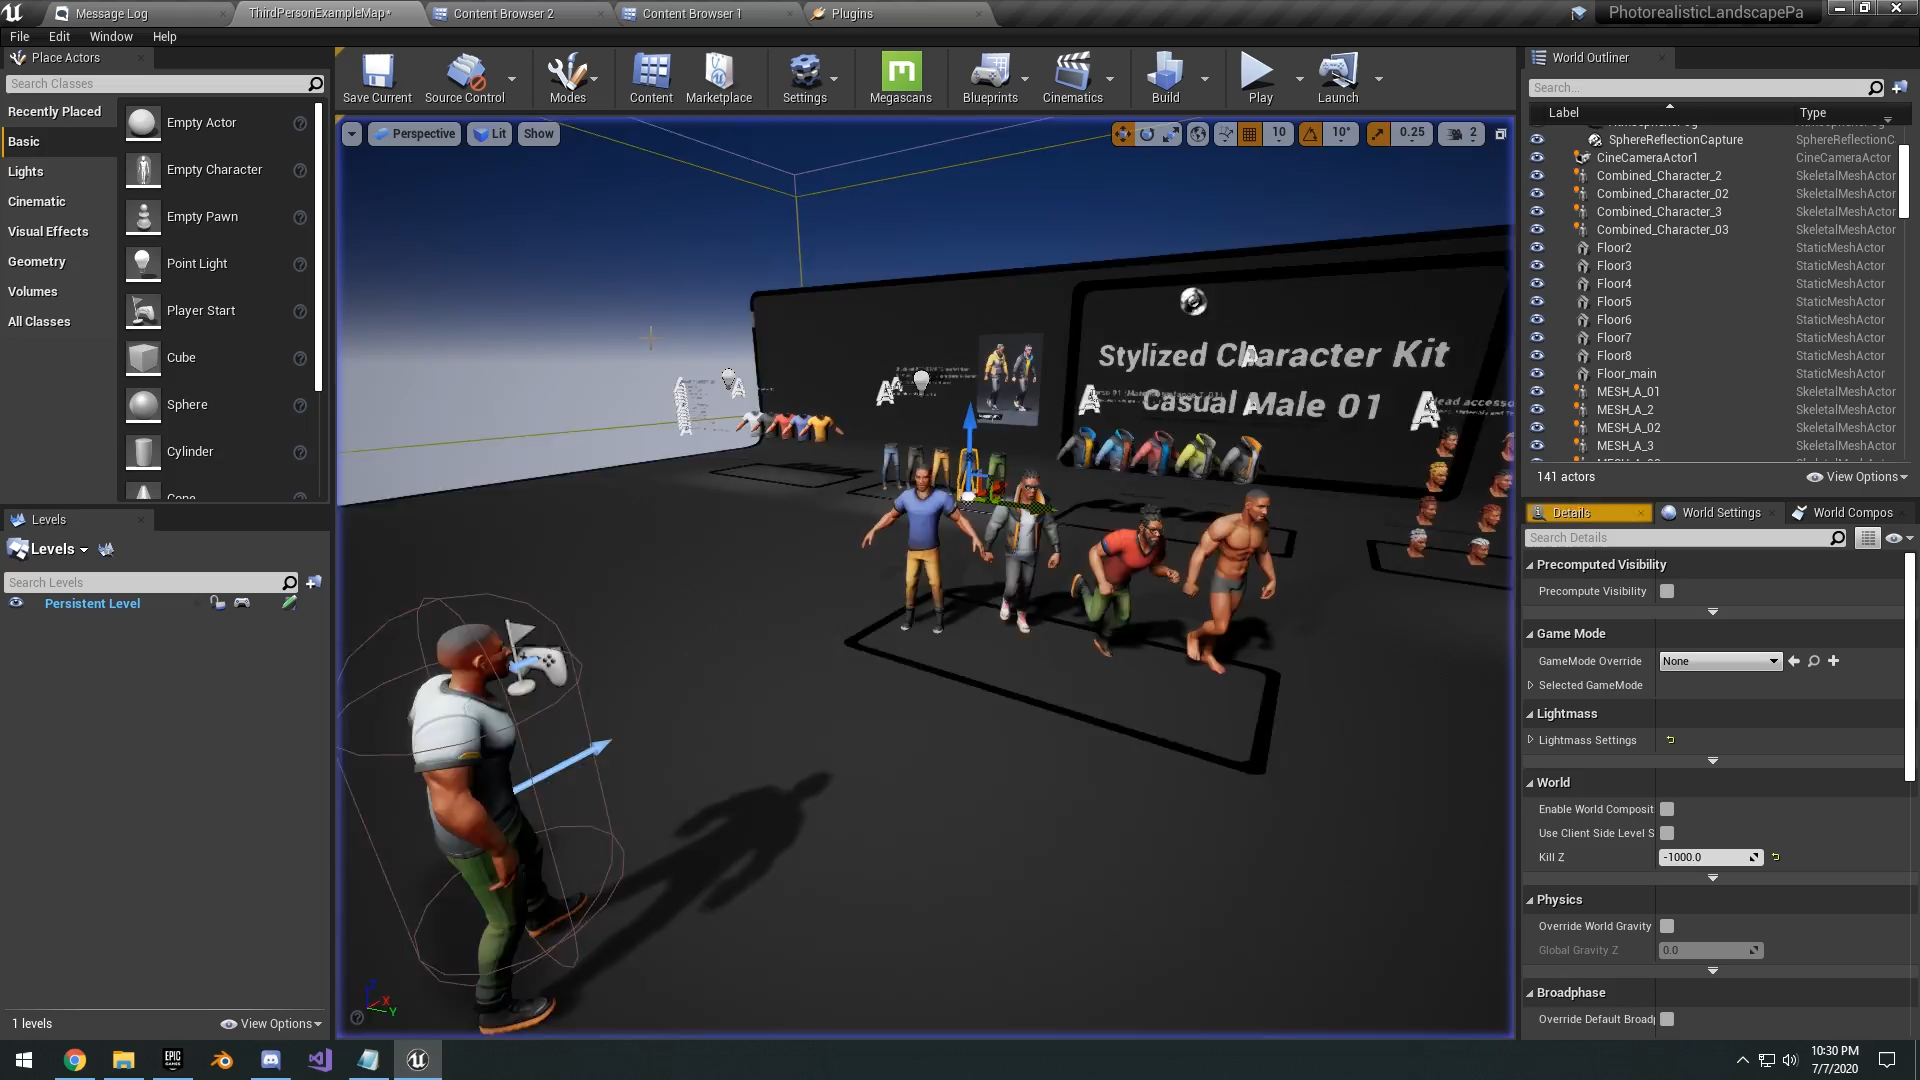 Message Log
ThirdPersonExampleMap*
Content Browser 2
Content Browser 1
Plugins
PhotorealisticLandscapePa
File
Edit
Window
Help
Place Actors
Search Classes
Recently Placed
Basic
Lights
Cinematic
Visual Effects
Geometry
Volumes
All Classes
Empty Actor
Empty Character
Empty Pawn
Point Light
Player Start
Cube
Sphere
Cylinder
Cone
Levels
Levels
Search Levels
Persistent Level
1 levels
View Options
Save Current
Source Control
Modes
Content
Marketplace
Settings
Megascans
Blueprints
Cinematics
Build
Play
Launch
Perspective
Lit
Show
10
10°
0.25
2
Stylized Character Kit
Casual Male 01
World Outliner
Search...
Label
Type
SphereReflectionCapture
SphereReflectionC
CineCameraActor1
CineCameraActor
Combined_Character_2
SkeletalMeshActor
Combined_Character_02
SkeletalMeshActor
Combined_Character_3
SkeletalMeshActor
Combined_Character_03
SkeletalMeshActor
Floor2
StaticMeshActor
Floor3
StaticMeshActor
Floor4
StaticMeshActor
Floor5
StaticMeshActor
Floor6
StaticMeshActor
Floor7
StaticMeshActor
Floor8
StaticMeshActor
Floor_main
StaticMeshActor
MESH_A_01
SkeletalMeshActor
MESH_A_2
SkeletalMeshActor
MESH_A_02
SkeletalMeshActor
MESH_A_3
SkeletalMeshActor
141 actors
View Options
Details
World Settings
World Compos
Search Details
Precomputed Visibility
Precompute Visibility
Game Mode
GameMode Override
None
Selected GameMode
Lightmass
Lightmass Settings
World
Enable World Composit
Use Client Side Level S
Kill Z
-1000.0
Physics
Override World Gravity
Global Gravity Z
0.0
Broadphase
Override Default Broadp
10:30 PM
7/7/2020